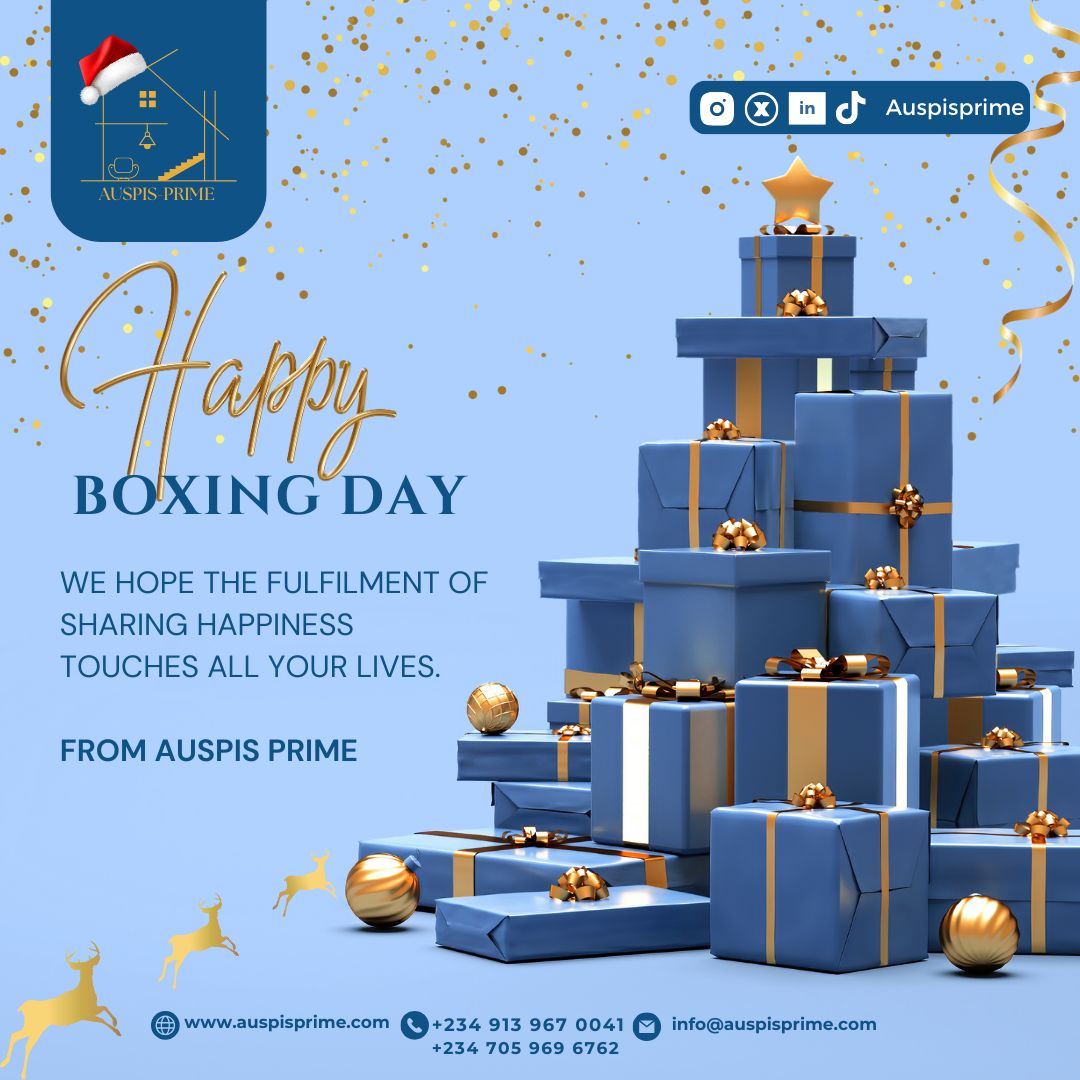 AUSPIS-PRIME
Auspisprime
Happy
BOXING DAY
WE HOPE THE FULFILMENT OF
SHARING HAPPINESS
TOUCHES ALL YOUR LIVES.
FROM AUSPIS PRIME
www.auspisprime.com
+234 913 967 0041
+234 705 969 6762
info@auspisprime.com